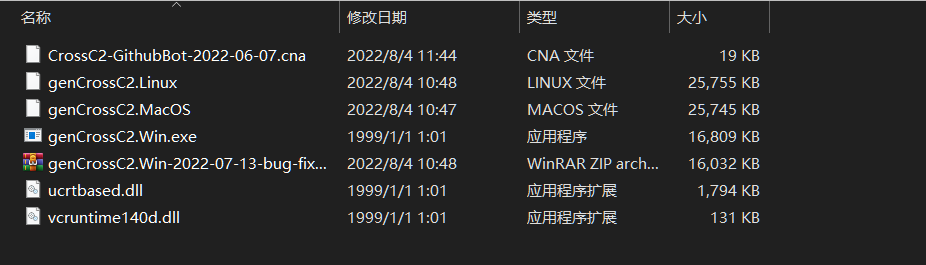 名称 修改日期 类型 大小
CrossC2-GithubBot-2022-06-07.cna 2022/8/4 11:44 CNA 文件 19 KB
genCrossC2.Linux 2022/8/4 10:48 LINUX 文件 25,755 KB
genCrossC2.MacOS 2022/8/4 10:47 MACOS 文件 25,745 KB
genCrossC2.Win.exe 1999/1/1 1:01 应用程序 16,809 KB
genCrossC2.Win-2022-07-13-bug-fix... 2022/8/4 10:48 WinRAR ZIP arch... 16,032 KB
ucrtbased.dll 1999/1/1 1:01 应用程序扩展 1,794 KB
vcruntime140d.dll 1999/1/1 1:01 应用程序扩展 131 KB